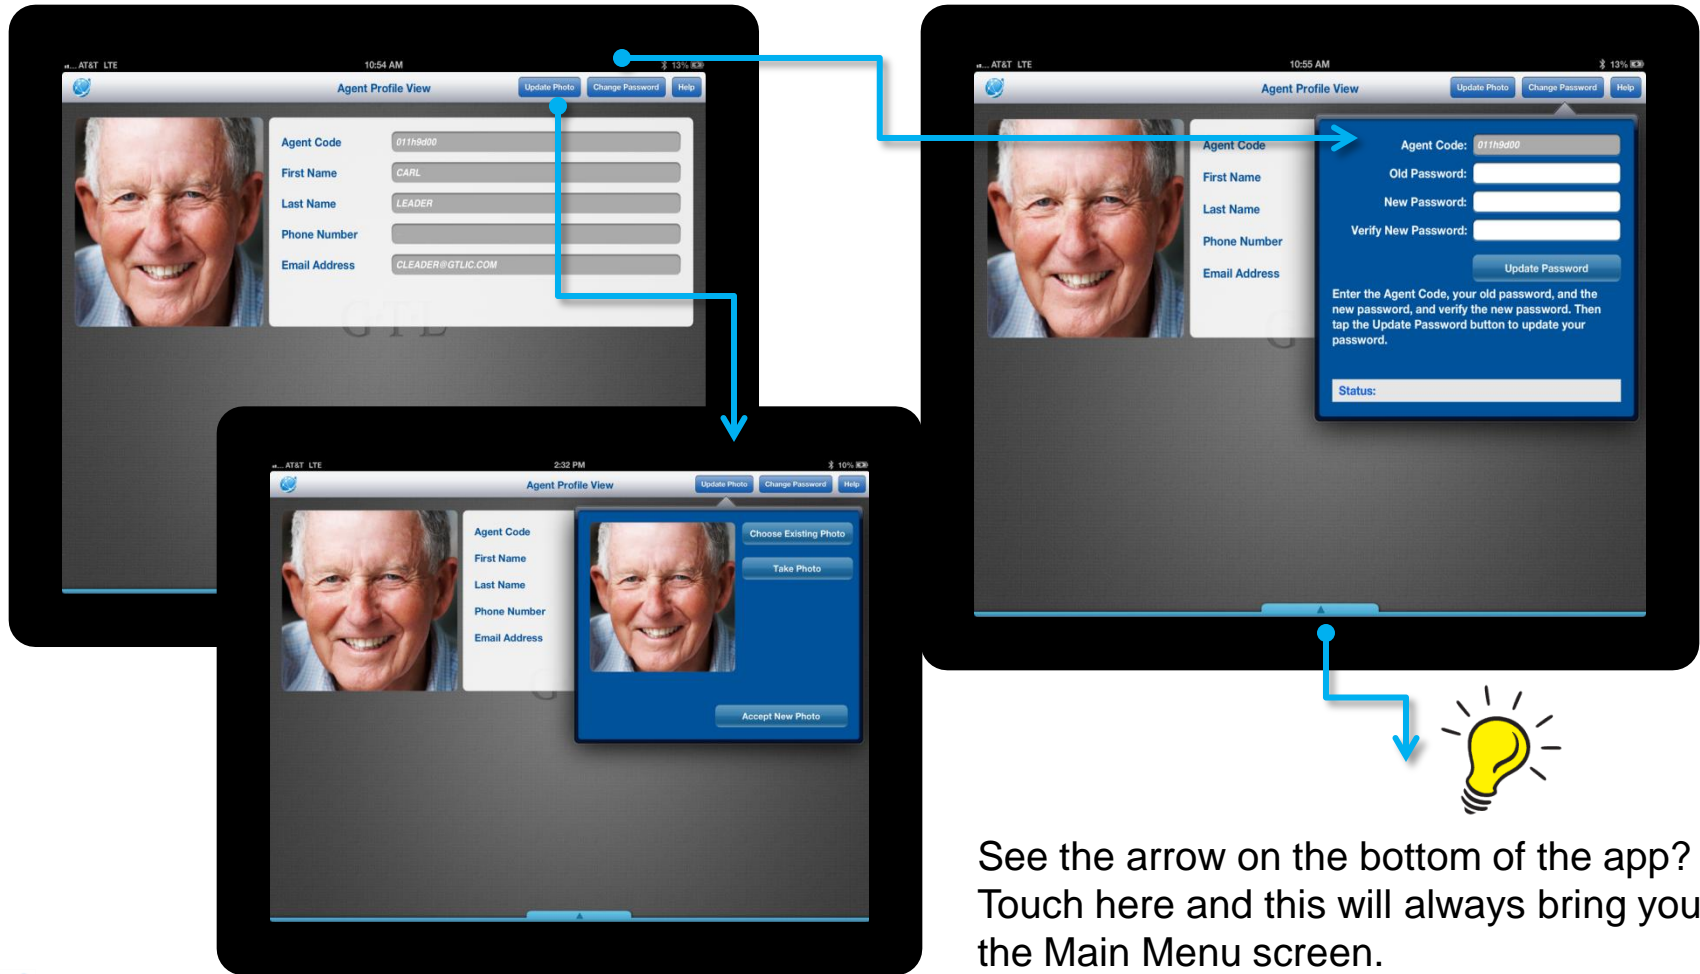 AT&T LTE
10:54 AM
13%
Agent Profile View
Update Photo
Change Password
Help
Agent Code
011h9d00
First Name
CARL
Last Name
LEADER
Phone Number
Email Address
CLEADER@GTLIC.COM
GTL
AT&T LTE
10:55 AM
13%
Agent Profile View
Update Photo
Change Password
Help
Agent Code
First Name
Last Name
Phone Number
Email Address
G
Agent Code:
011h9d00
Old Password:
New Password:
Verify New Password:
Update Password
Enter the Agent Code, your old password, and the
new password, and verify the new password. Then
tap the Update Password button to update your
password.
Status:
AT&T LTE
2:32 PM
10%
Agent Profile View
Update Photo
Change Password
Help
Agent Code
First Name
Last Name
Phone Number
Email Address
G
Choose Existing Photo
Take Photo
Accept New Photo
See the arrow on the bottom of the app?
Touch here and this will always bring you
the Main Menu screen.